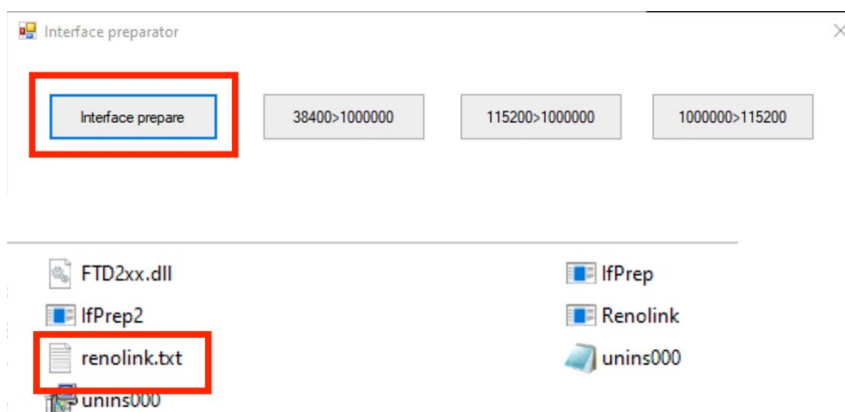 Interface preparator
Interface prepare 38400>1000000 115200>1000000 1000000>115200
FTD2xx.dll IfPrep
IfPrep2 Renolink
renolink.txt unins000
unins000